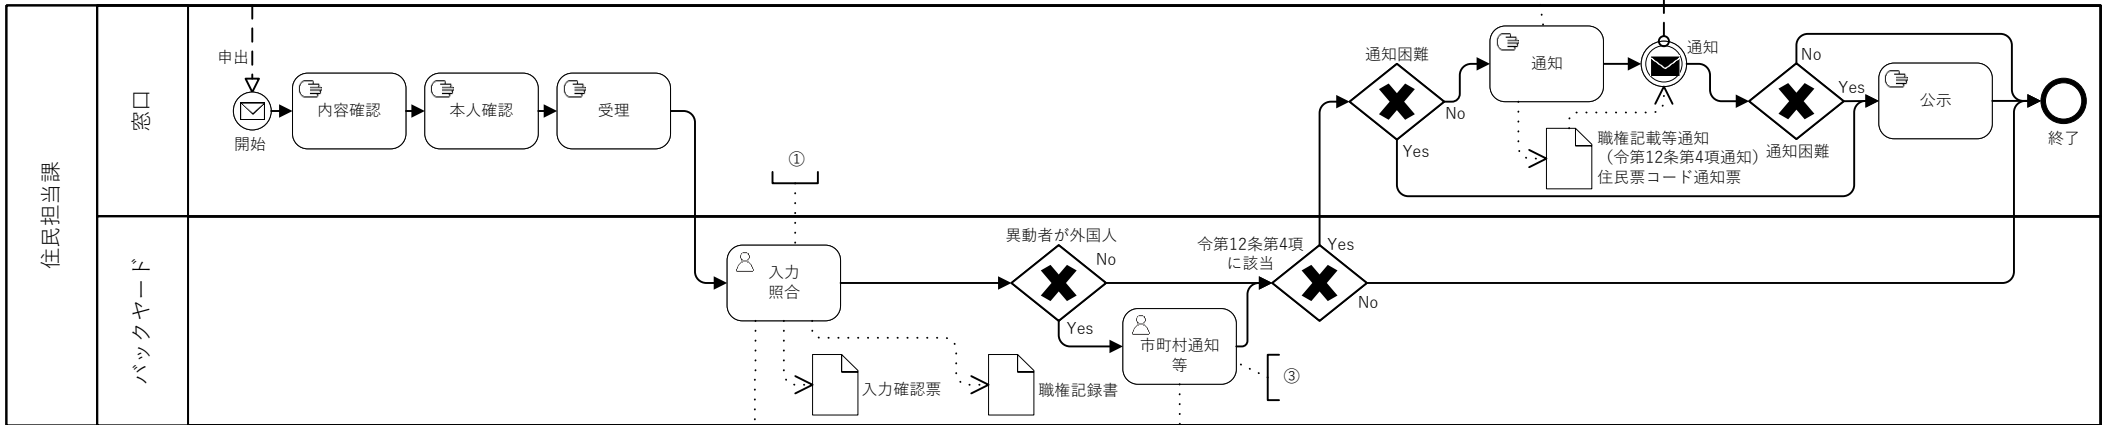 住民担当課
窓口
申出
開始
内容確認
本人確認
受理
①
通知困難
No
Yes
通知
通知
職権記載等通知
（令第12条第4項通知）
住民票コード通知票
No
Yes
通知困難
公示
終了
バックヤード
入力
照合
入力確認票
職権記録書
異動者が外国人
No
Yes
市町村通知
等
③
令第12条第4項
に該当
Yes
No